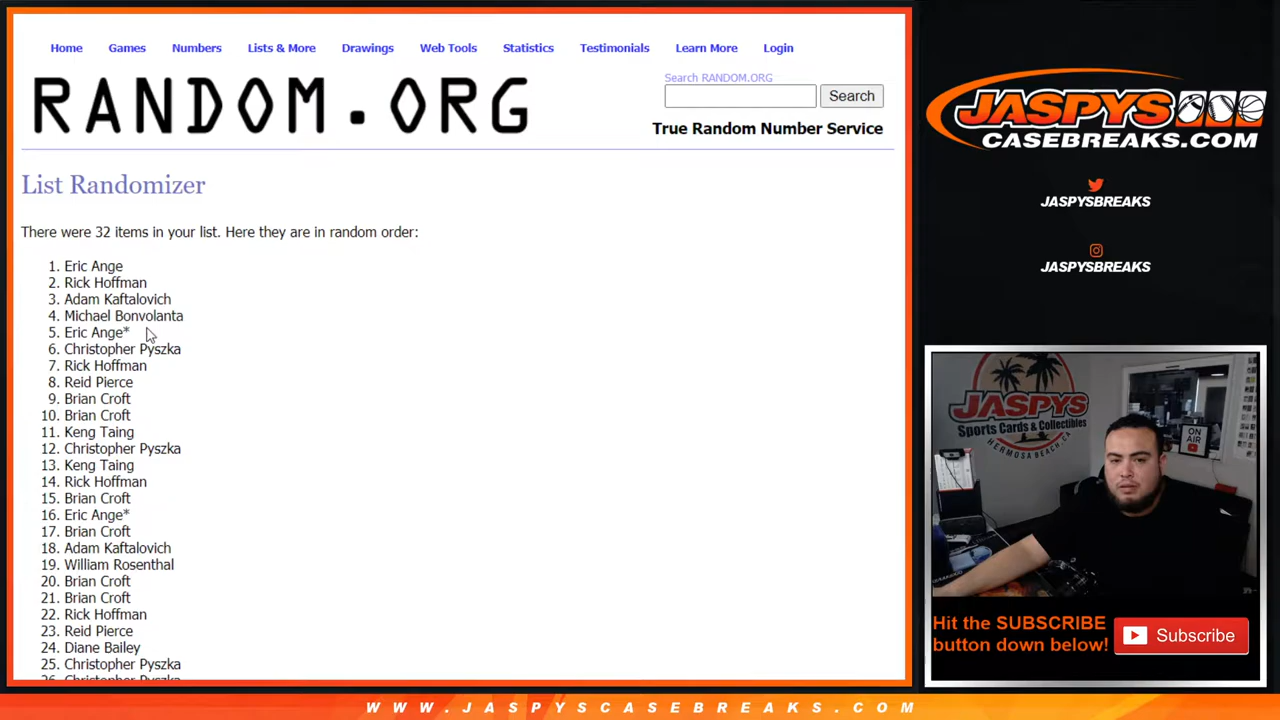 Home Games Numbers Lists & More Drawings Web Tools Statistics Testimonials Learn More Login
RANDOM.ORG
Search RANDOM.ORG
Search
True Random Number Service
List Randomizer
There were 32 items in your list. Here they are in random order:
1. Eric Ange
2. Rick Hoffman
3. Adam Kaftalovich
4. Michael Bonvolanta
5. Eric Ange*
6. Christopher Pyszka
7. Rick Hoffman
8. Reid Pierce
9. Brian Croft
10. Brian Croft
11. Keng Taing
12. Christopher Pyszka
13. Keng Taing
14. Rick Hoffman
15. Brian Croft
16. Eric Ange*
17. Brian Croft
18. Adam Kaftalovich
19. William Rosenthal
20. Brian Croft
21. Brian Croft
22. Rick Hoffman
23. Reid Pierce
24. Diane Bailey
25. Christopher Pyszka
26. Christopher Pyszka
JASPYS
CASEBREAKS.COM
JASPYSBREAKS
JASPYSBREAKS
JASPYS
Sports Cards & Collectibles
HERMOSA BEACH, CA
ON AIR
Hit the SUBSCRIBE
button down below!
Subscribe
WWW.JASPYSCASEBREAKS.COM